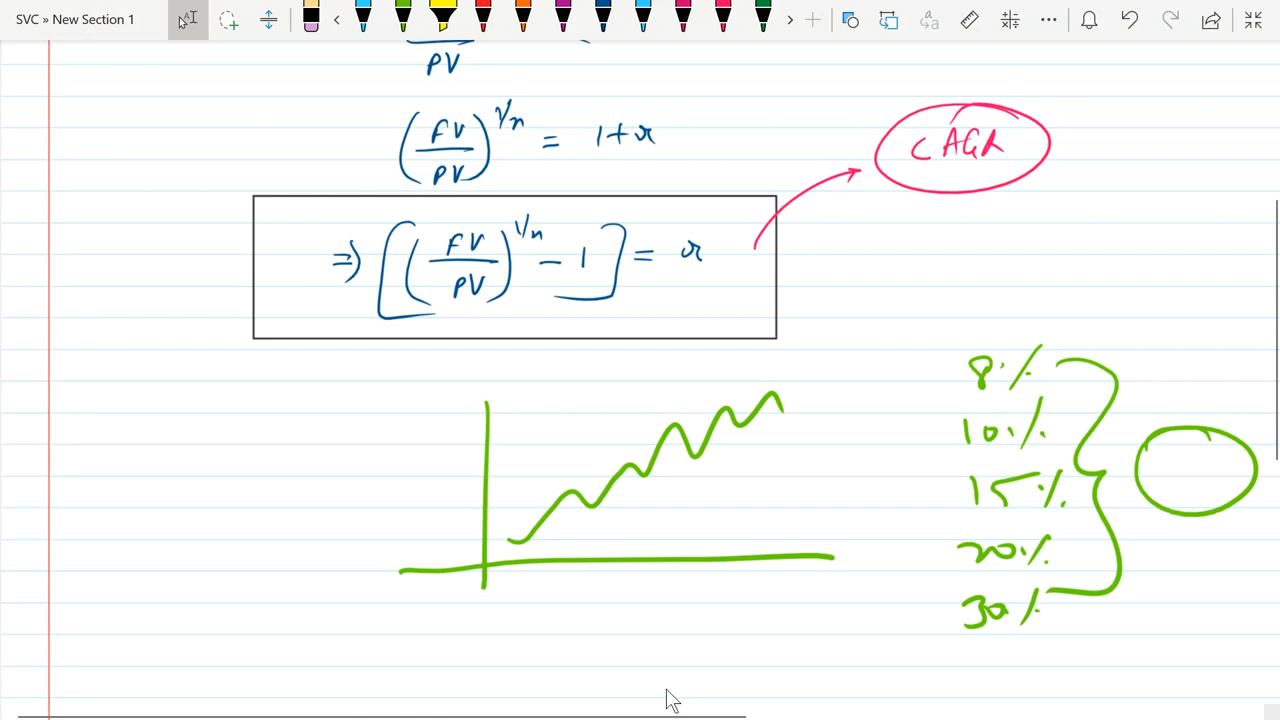 SVC » New Section 1
PV
(FV/PV)^1/n = 1+r
CAGR
⇒ [(FV/PV)^1/n - 1] = r
8%
10%
15%
20%
30%